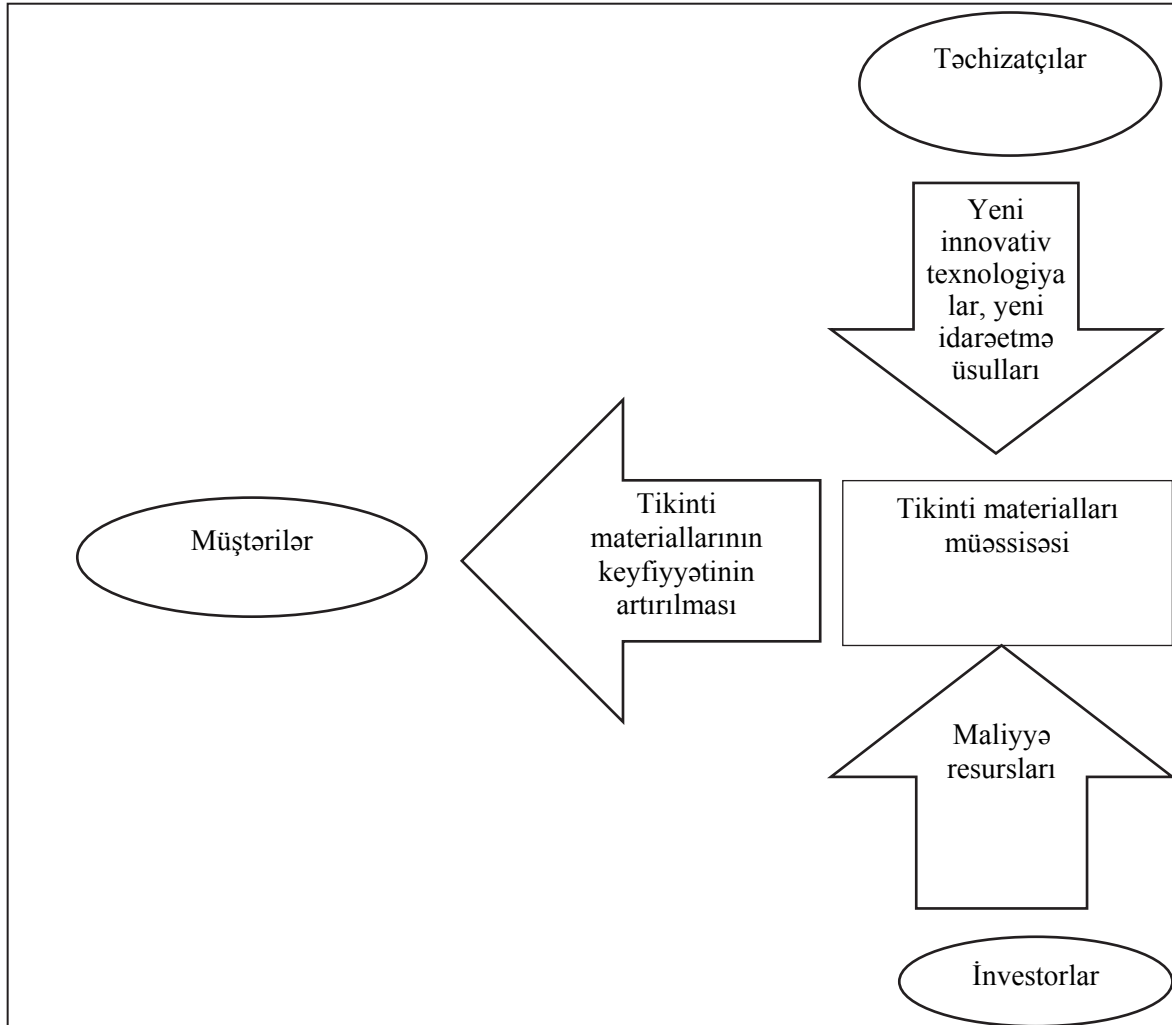 Təchizatçılar
Yeni
innovativ
texnologiya
lar, yeni
idarəetmə
üsulları
Müştərilər
Tikinti
materiallarının
keyfiyyətinin
artırılması
Tikinti materialları
müəssisəsi
Maliyyə
resursları
İnvestorlar